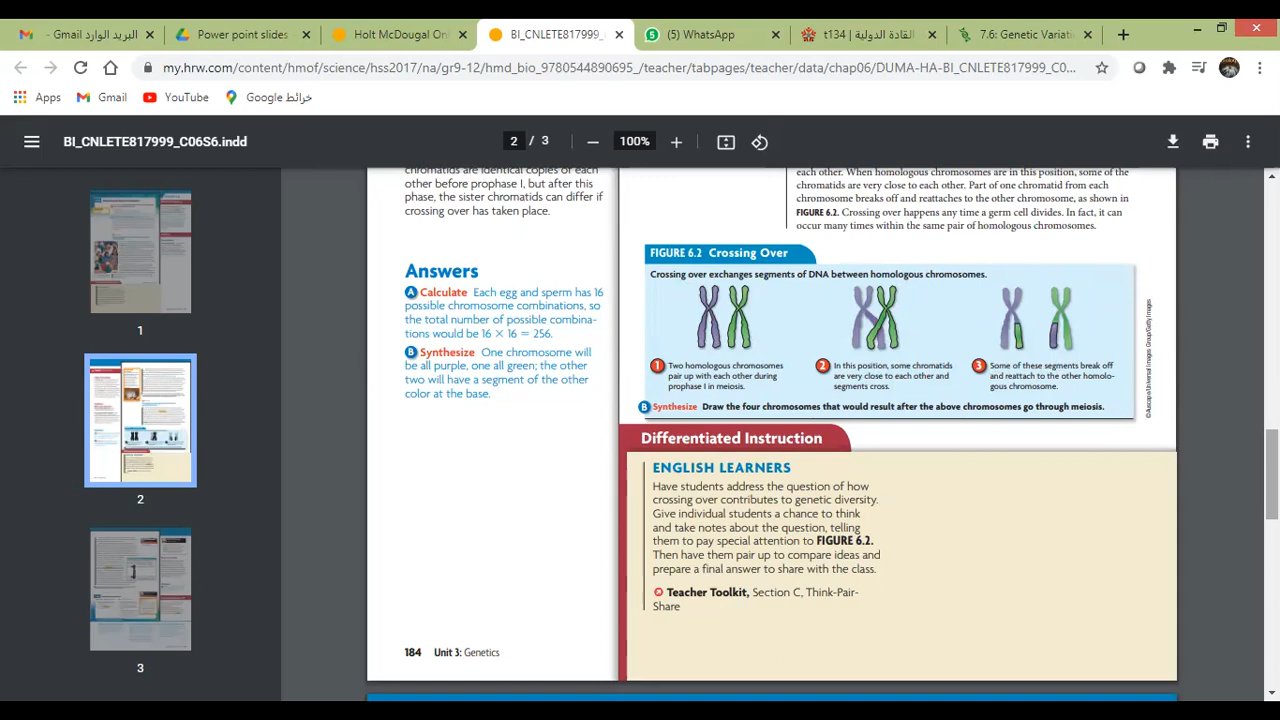 البريد الوارد Gmail -
Power point slides
Holt McDougal Onl
BI_CNLETE817999_
(5) WhatsApp
القادة الدولية | t134
7.6: Genetic Variati
my.hrw.com/content/hmof/science/hss2017/na/gr9-12/hmd_bio_9780544890695_/teacher/tabpages/teacher/data/chap06/DUMA-HA-BI_CNLETE817999_C0...
Apps
Gmail
YouTube
خرائط Google
BI_CNLETE817999_C06S6.indd
2 / 3
100%
1
2
3
chromatids are identical copies of each
other before prophase I, but after this
phase, the sister chromatids can differ if
crossing over has taken place.
Answers
A Calculate Each egg and sperm has 16
possible chromosome combinations, so
the total number of possible combina-
tions would be 16 × 16 = 256.
B Synthesize One chromosome will
be all purple, one all green; the other
two will have a segment of the other
color at the base.
184 Unit 3: Genetics
each other. When homologous chromosomes are in this position, some of the
chromatids are very close to each other. Part of one chromatid from each
chromosome breaks off and reattaches to the other chromosome, as shown in
FIGURE 6.2. Crossing over happens any time a germ cell divides. In fact, it can
occur many times within the same pair of homologous chromosomes.
FIGURE 6.2 Crossing Over
Crossing over exchanges segments of DNA between homologous chromosomes.
1 Two homologous chromosomes
pair up with each other during
prophase I in meiosis.
2 In this position, some chromatids
are very close to each other and
segments cross.
3 Some of these segments break off
and reattach to the other homolo-
gous chromosome.
B Synthesize Draw the four chromosomes that would result after the above chromosomes go through meiosis.
©Auscape/Universal Images Group/Getty Images
Differentiated Instruction
ENGLISH LEARNERS
Have students address the question of how
crossing over contributes to genetic diversity.
Give individual students a chance to think
and take notes about the question, telling
them to pay special attention to FIGURE 6.2.
Then have them pair up to compare ideas and
prepare a final answer to share with the class.
Teacher Toolkit, Section C, Think-Pair-
Share